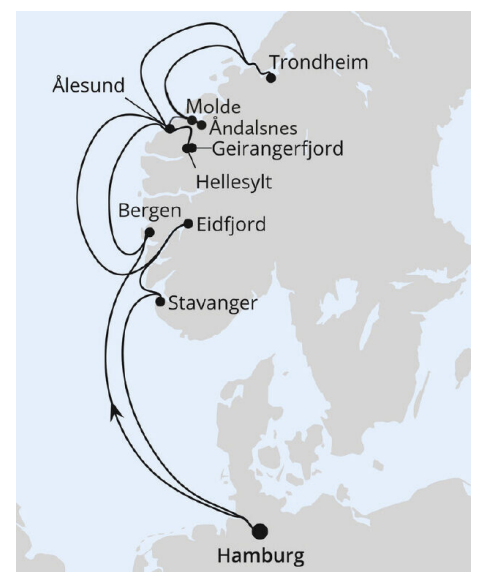 Trondheim
Ålesund
Molde
Åndalsnes
Geirangerfjord
Hellesylt
Bergen
Eidfjord
Stavanger
Hamburg